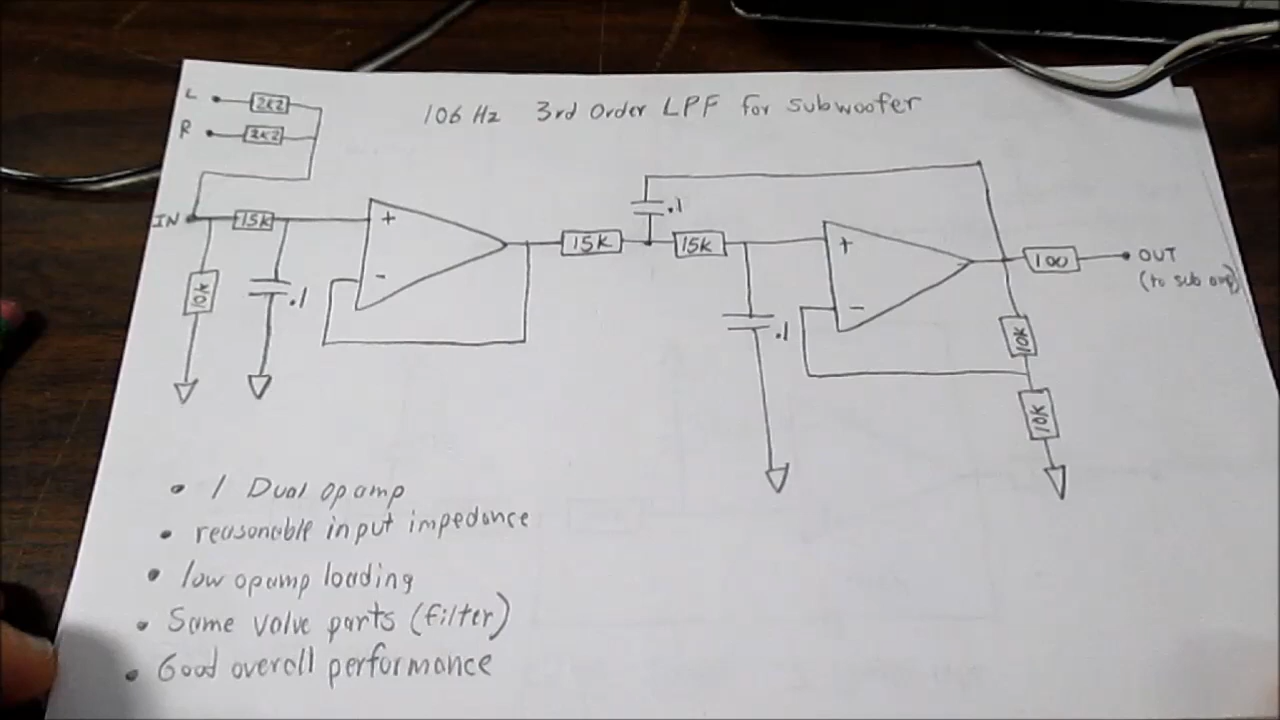 106 Hz 3rd Order LPF for subwoofer
L
2k2
R
2k2
IN
15k
10k
.1
+
-
15k
.1
15k
.1
+
-
100
OUT
(to sub amp)
10k
10k
• 1 Dual opamp
• reasonable input impedance
• low opamp loading
• Same valve parts (filter)
• Good overall performance